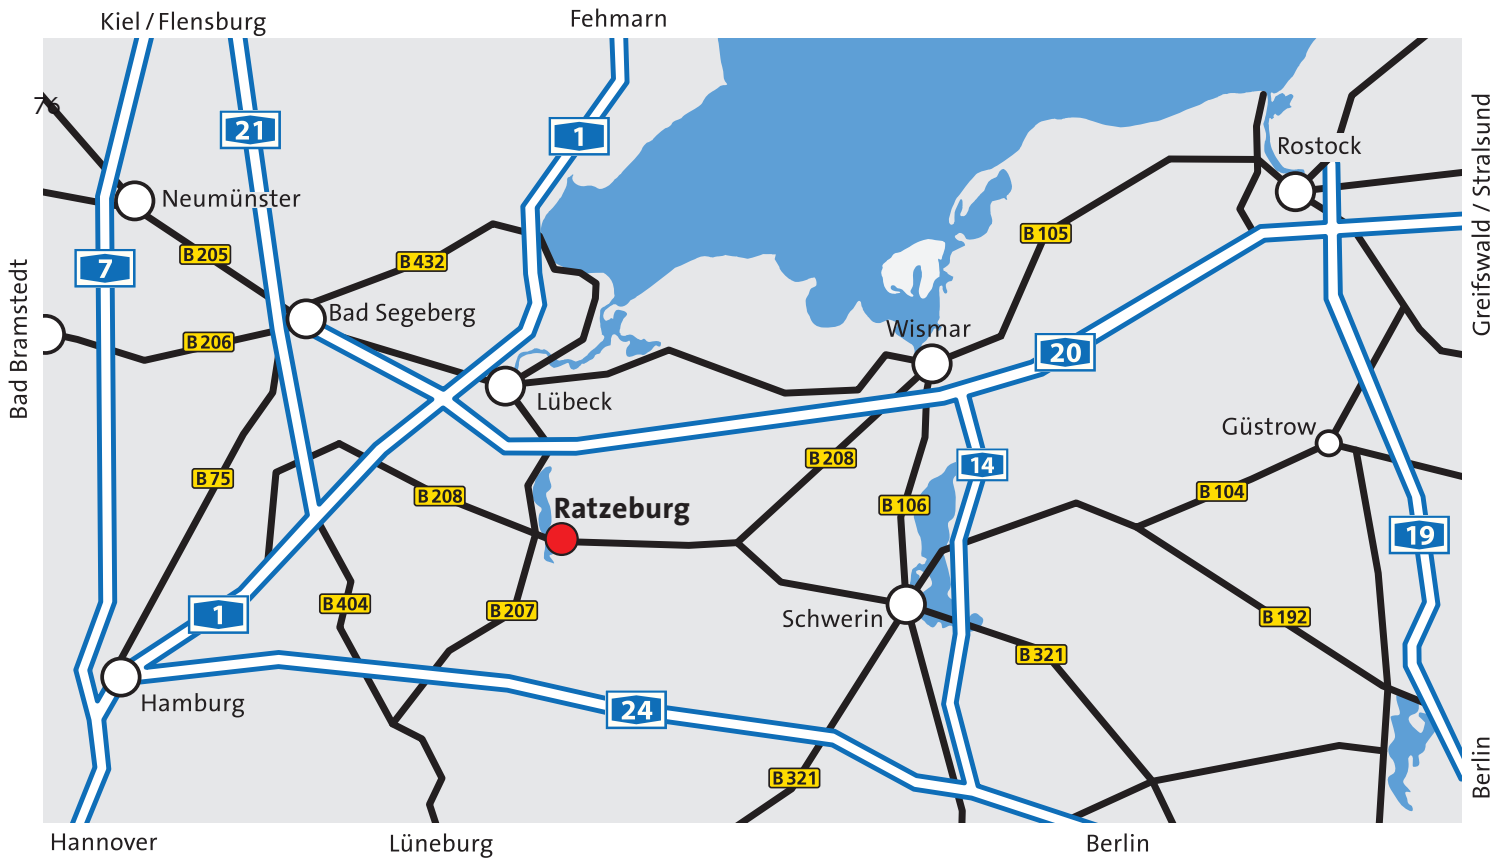 Kiel / Flensburg
Fehmarn
76
21
1
Rostock
Greifswald / Stralsund
Neumünster
B 205
B 432
B 105
7
Bad Bramstedt
Bad Segeberg
Wismar
B 206
20
Lübeck
Güstrow
B 208
14
B 75
B 208
B 104
Ratzeburg
B 106
19
B 404
B 207
1
Schwerin
B 192
B 321
Hamburg
24
B 321
Berlin
Hannover
Lüneburg
Berlin